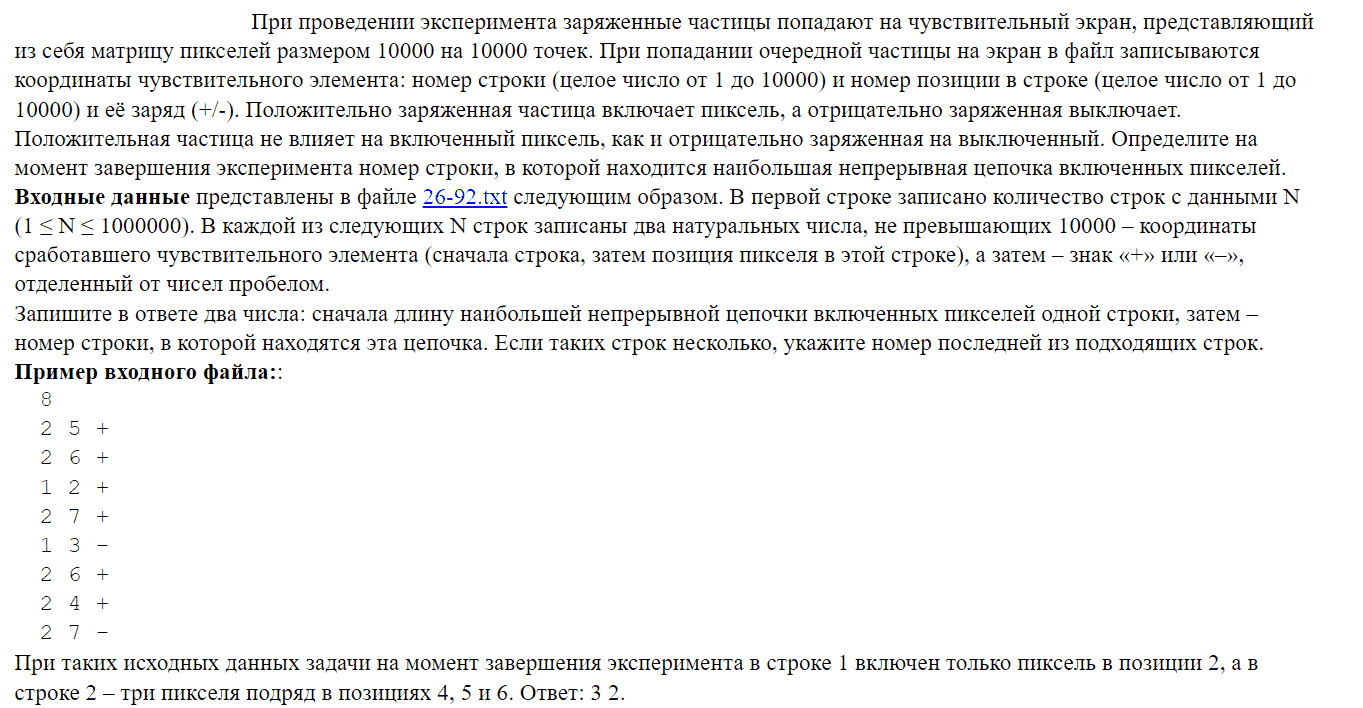 При проведении эксперимента заряженные частицы попадают на чувствительный экран, представляющий
из себя матрицу пикселей размером 10000 на 10000 точек. При попадании очередной частицы на экран в файл записываются
координаты чувствительного элемента: номер строки (целое число от 1 до 10000) и номер позиции в строке (целое число от 1 до
10000) и её заряд (+/-). Положительно заряженная частица включает пиксель, а отрицательно заряженная выключает.
Положительная частица не влияет на включенный пиксель, как и отрицательно заряженная на выключенный. Определите на
момент завершения эксперимента номер строки, в которой находится наибольшая непрерывная цепочка включенных пикселей.
Входные данные представлены в файле 26-92.txt следующим образом. В первой строке записано количество строк с данными N
(1 ≤ N ≤ 1000000). В каждой из следующих N строк записаны два натуральных числа, не превышающих 10000 – координаты
сработавшего чувствительного элемента (сначала строка, затем позиция пикселя в этой строке), а затем – знак «+» или «–»,
отделенный от чисел пробелом.
Запишите в ответе два числа: сначала длину наибольшей непрерывной цепочки включенных пикселей одной строки, затем –
номер строки, в которой находятся эта цепочка. Если таких строк несколько, укажите номер последней из подходящих строк.
Пример входного файла::
8
2 5 +
2 6 +
1 2 +
2 7 +
1 3 -
2 6 +
2 4 +
2 7 -
При таких исходных данных задачи на момент завершения эксперимента в строке 1 включен только пиксель в позиции 2, а в
строке 2 – три пикселя подряд в позициях 4, 5 и 6. Ответ: 3 2.